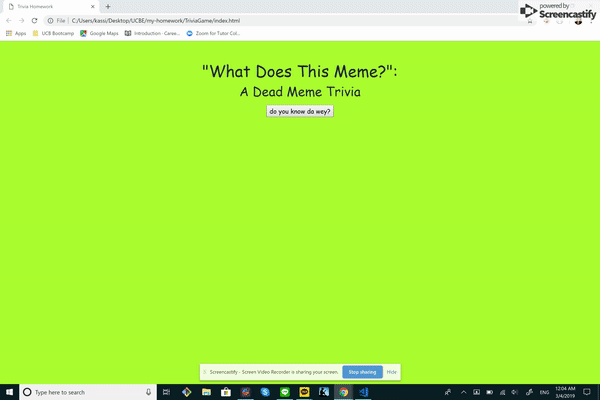 Trivia Homework
powered by
Screencastify
File | C:/Users/kassi/Desktop/UCBE/my-homework/TriviaGame/index.html
Apps UCB Bootcamp Google Maps Introduction · Caree... Zoom for Tutor Col...
"What Does This Meme?":
A Dead Meme Trivia
do you know da wey?
Screencastify - Screen Video Recorder is sharing your screen. Stop sharing Hide
Type here to search
ENG
12:04 AM
3/4/2019